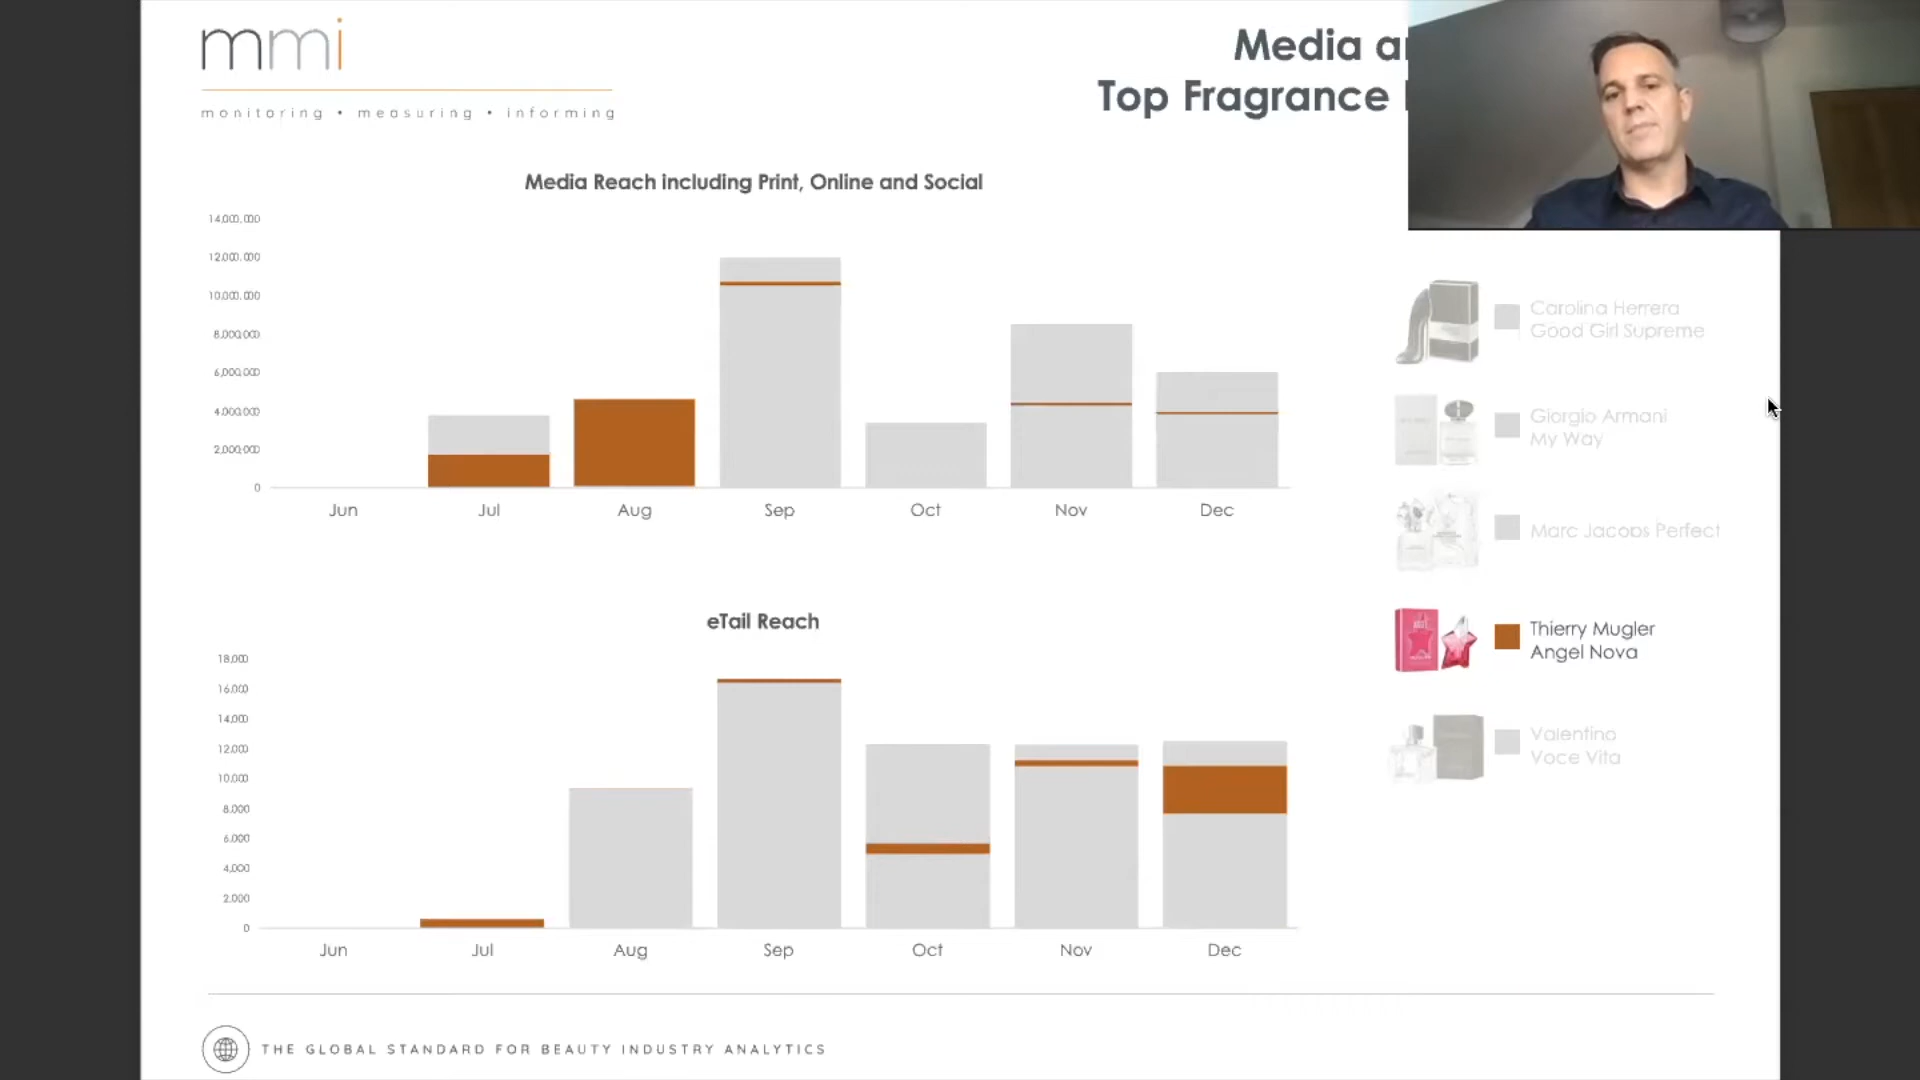 mmi
monitoring • measuring • informing
Media
Top Fragrance
Media Reach including Print, Online and Social
14,000,000
12,000,000
10,000,000
8,000,000
6,000,000
4,000,000
2,000,000
0
Jun Jul Aug Sep Oct Nov Dec
eTail Reach
18,000
16,000
14,000
12,000
10,000
8,000
6,000
4,000
2,000
0
Jun Jul Aug Sep Oct Nov Dec
Carolina Herrera
Good Girl Supreme
Giorgio Armani
My Way
Marc Jacobs Perfect
Thierry Mugler
Angel Nova
Valentino
Voce Vita
THE GLOBAL STANDARD FOR BEAUTY INDUSTRY ANALYTICS